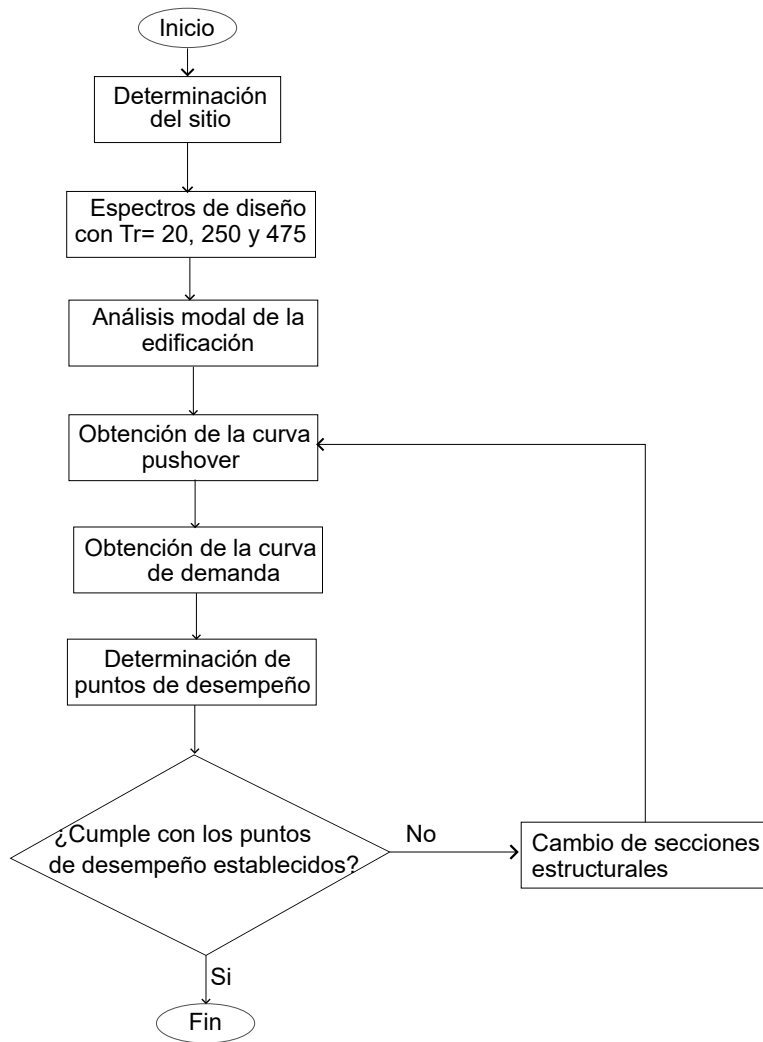 Inicio
Determinación
del sitio
Espectros de diseño
con Tr= 20, 250 y 475
Análisis modal de la
edificación
Obtención de la curva
pushover
Obtención de la curva
de demanda
Determinación de
puntos de desempeño
¿Cumple con los puntos
de desempeño establecidos?
No
Cambio de secciones
estructurales
Si
Fin